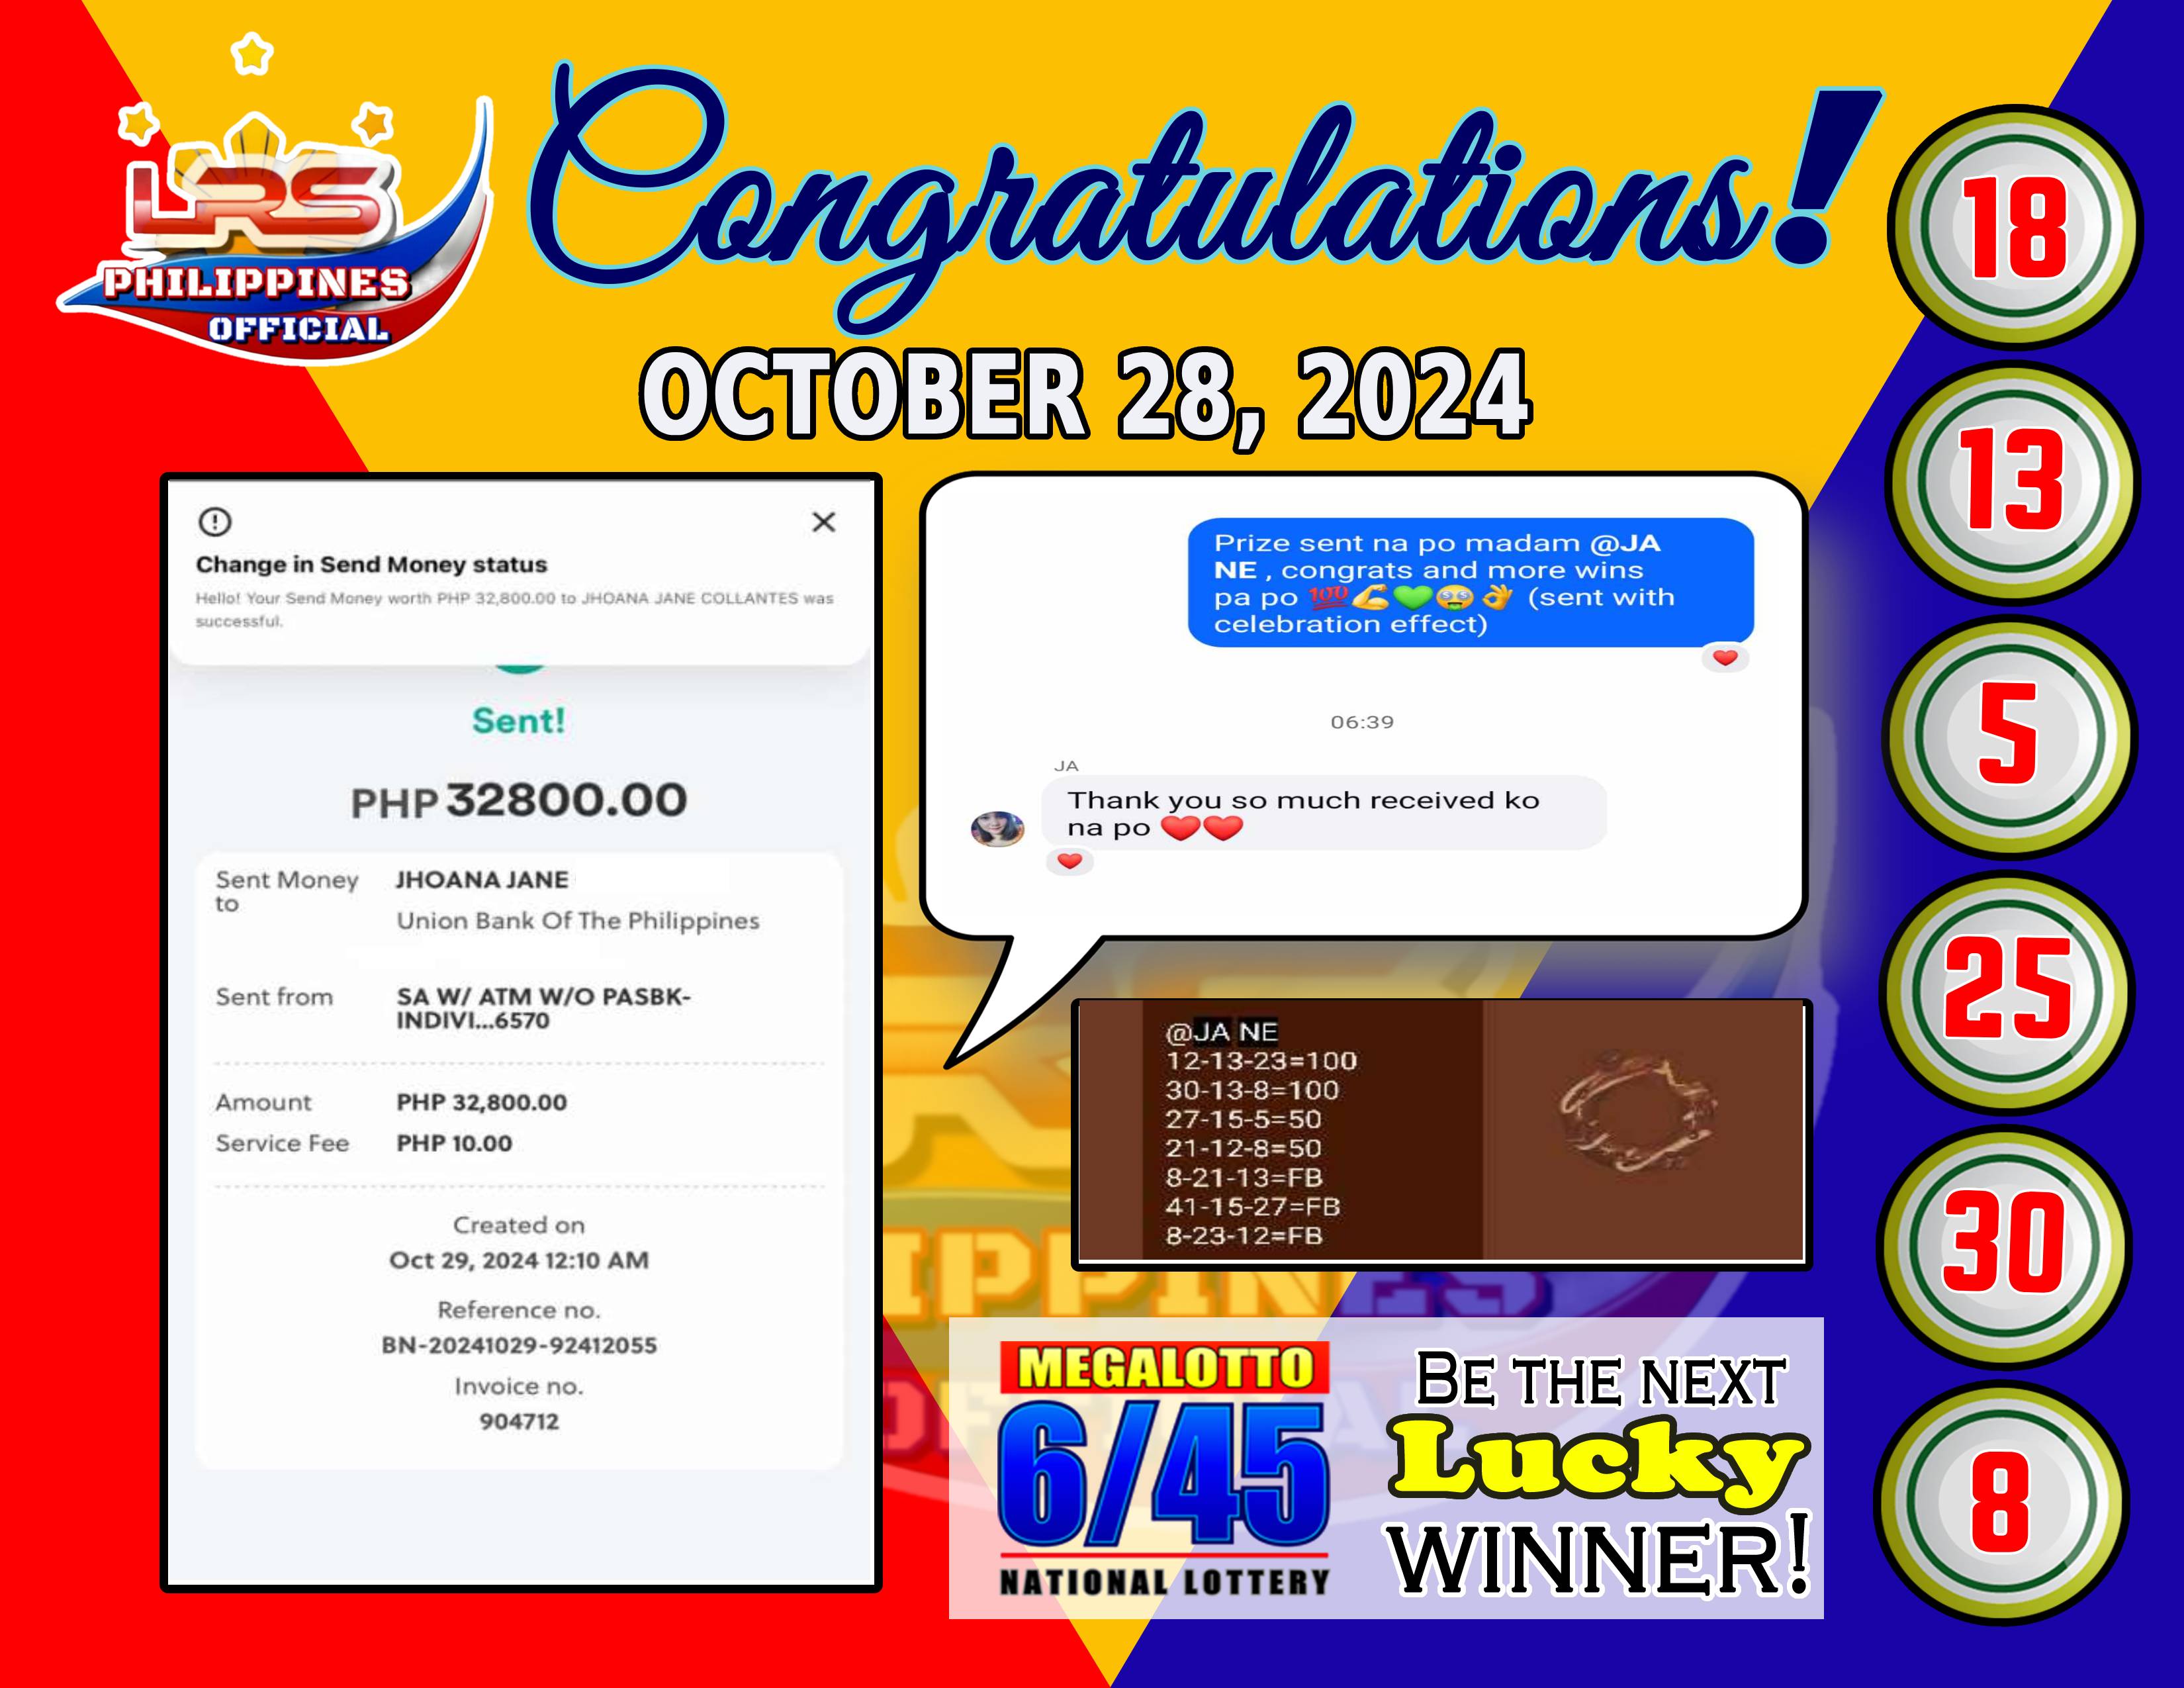 LRS
PHILIPPINES
OFFICIAL
Congratulations!
OCTOBER 28, 2024
Change in Send Money status
Hello! Your Send Money worth PHP 32,800.00 to JHOANA JANE COLLANTES was
successful.
Sent!
PHP 32800.00
Sent Money
to
JHOANA JANE
Union Bank Of The Philippines
Sent from
SA W/ ATM W/O PASBK-
INDIVI...6570
Amount PHP 32,800.00
Service Fee PHP 10.00
Created on
Oct 29, 2024 12:10 AM
Reference no.
BN-20241029-92412055
Invoice no.
904712
Prize sent na po madam @JA
NE , congrats and more wins
pa po 💯💪💚🤑👌 (sent with
celebration effect)
❤️
06:39
JA
Thank you so much received ko
na po ❤️❤️
❤️
@JA NE
12-13-23=100
30-13-8=100
27-15-5=50
21-12-8=50
8-21-13=FB
41-15-27=FB
8-23-12=FB
MEGALOTTO
6/45
NATIONAL LOTTERY
BE THE NEXT
Lucky
WINNER!
18
13
5
25
30
8